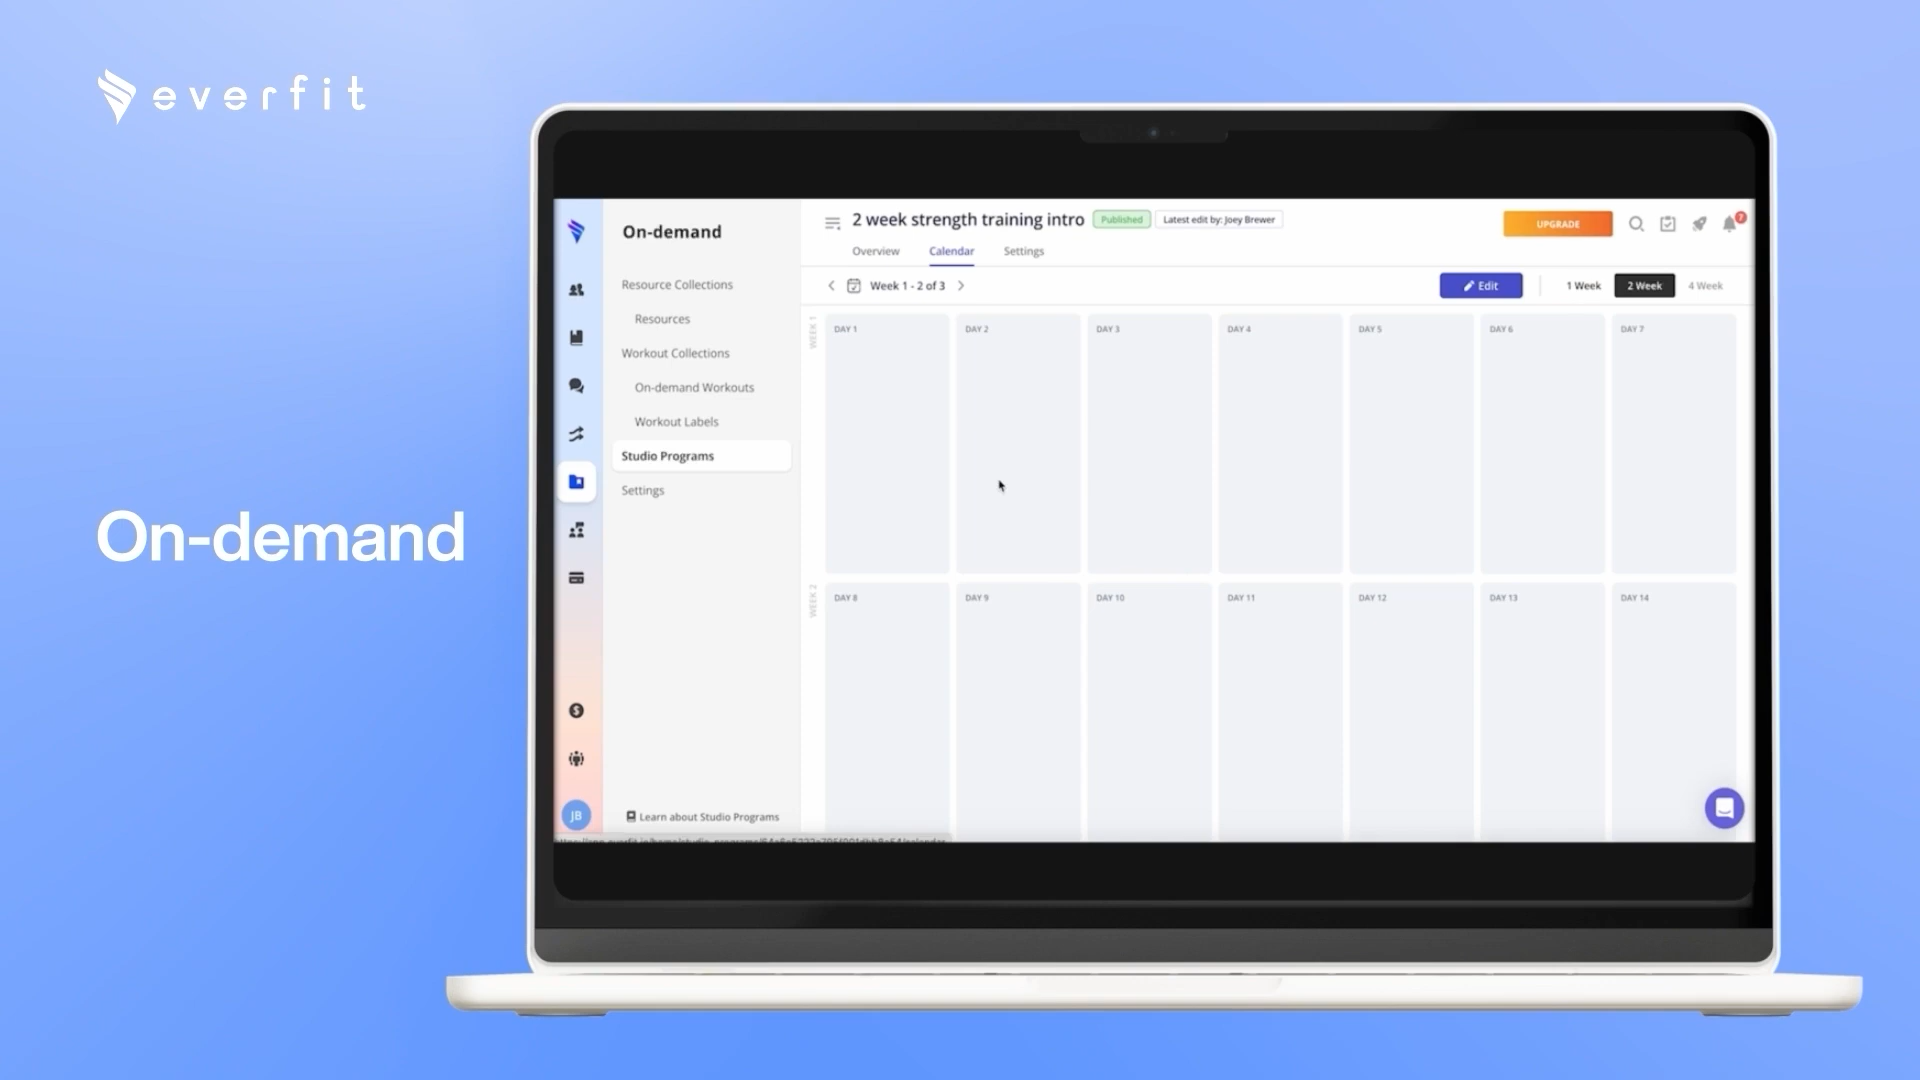 everfit
On-demand
On-demand
Resource Collections
Resources
Workout Collections
On-demand Workouts
Workout Labels
Studio Programs
Settings
Learn about Studio Programs
JB
2 week strength training intro Published Latest edit by: Joey Brewer
UPGRADE
Overview Calendar Settings
Week 1 - 2 of 3
Edit 1 Week 2 Week 4 Week
WEEK 1
DAY 1 DAY 2 DAY 3 DAY 4 DAY 5 DAY 6 DAY 7
WEEK 2
DAY 8 DAY 9 DAY 10 DAY 11 DAY 12 DAY 13 DAY 14